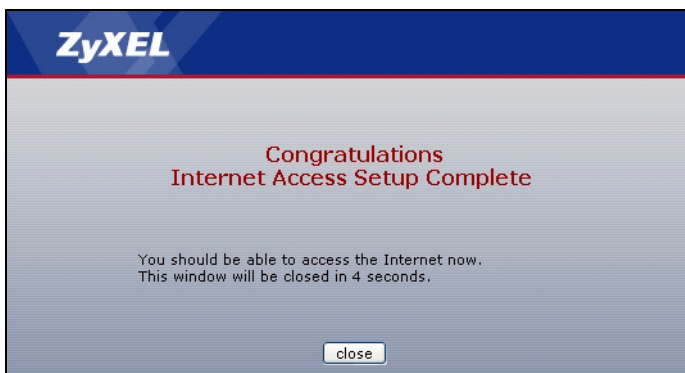 ZyXEL
Congratulations
Internet Access Setup Complete
You should be able to access the Internet now.
This window will be closed in 4 seconds.
close